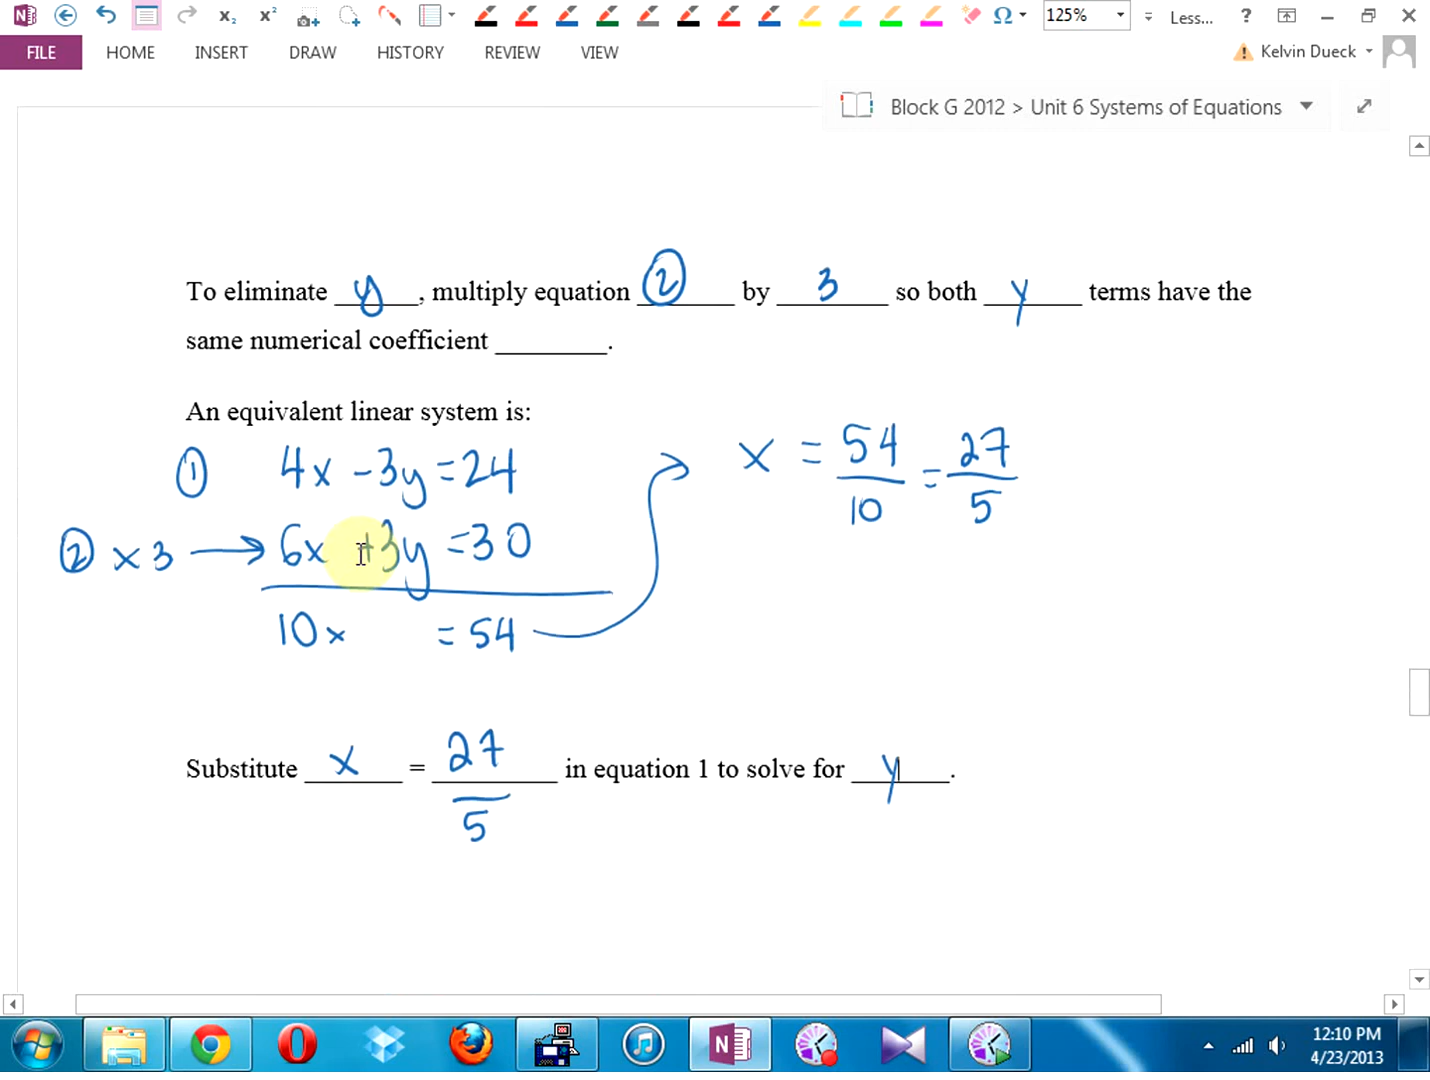 x₂ x² Ω 125% Less... ?
FILE HOME INSERT DRAW HISTORY REVIEW VIEW Kelvin Dueck
Block G 2012 > Unit 6 Systems of Equations
To eliminate y, multiply equation ② by 3 so both y terms have the
same numerical coefficient ________.
An equivalent linear system is:
① 4x -3y = 24
② x 3 → 6x +3y = 30
10x = 54
x = 54/10 = 27/5
Substitute x = 27/5 in equation 1 to solve for y.
12:10 PM
4/23/2013